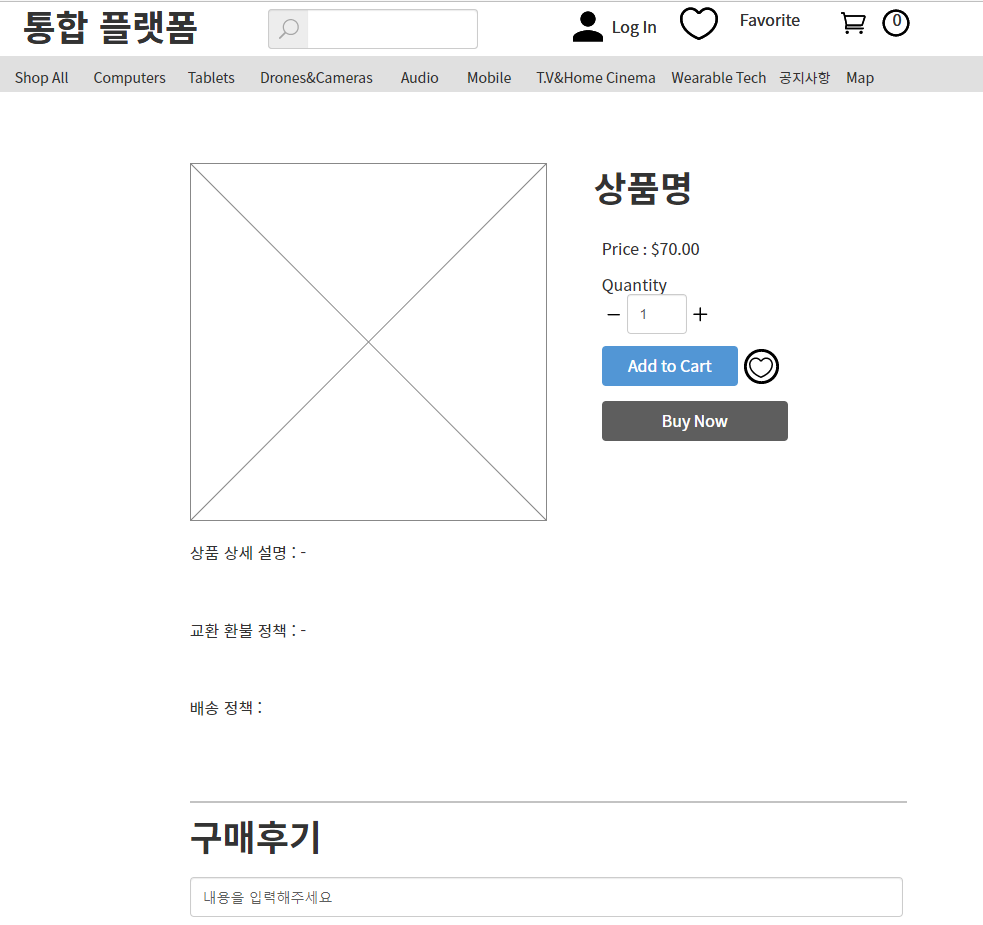 통합 플랫폼
Log In
Favorite
0
Shop All Computers Tablets Drones&Cameras Audio Mobile T.V&Home Cinema Wearable Tech 공지사항 Map
상품명
Price : $70.00
Quantity
1
Add to Cart
Buy Now
상품 상세 설명 : -
교환 환불 정책 : -
배송 정책 :
구매후기
내용을 입력해주세요